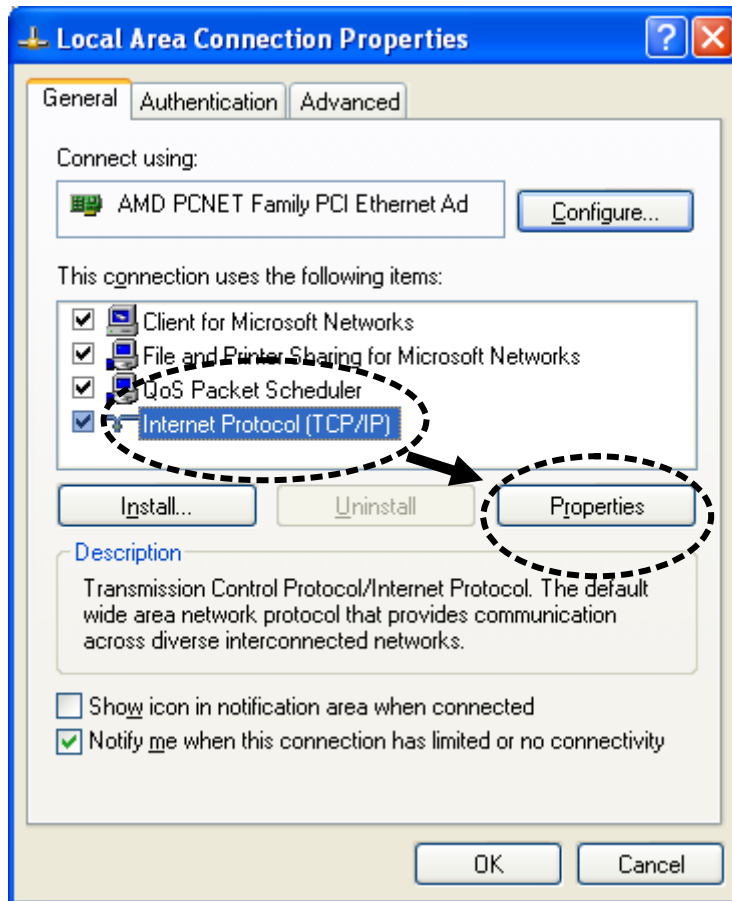 Local Area Connection Properties
General Authentication Advanced
Connect using:
AMD PCNET Family PCI Ethernet Ad
Configure...
This connection uses the following items:
Client for Microsoft Networks
File and Printer Sharing for Microsoft Networks
QoS Packet Scheduler
Internet Protocol (TCP/IP)
Install... Uninstall Properties
Description
Transmission Control Protocol/Internet Protocol. The default
wide area network protocol that provides communication
across diverse interconnected networks.
Show icon in notification area when connected
Notify me when this connection has limited or no connectivity
OK Cancel